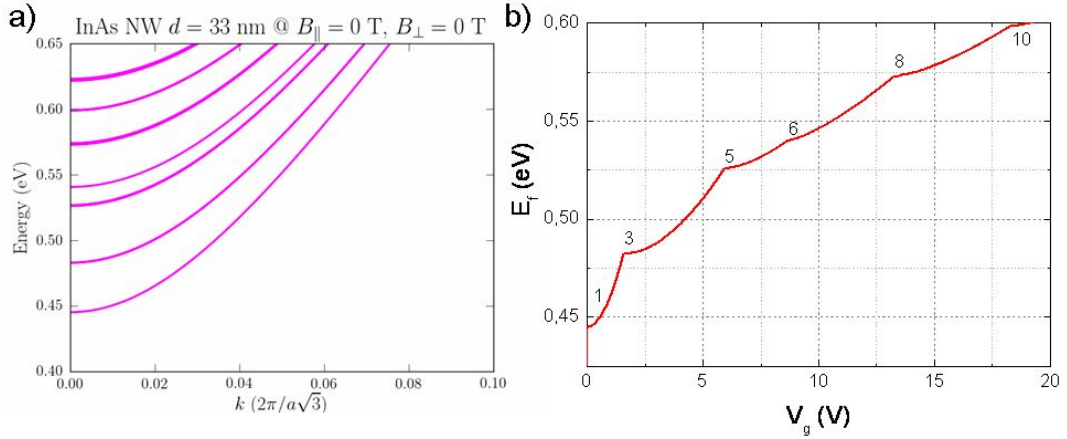 a)
InAs NW d = 33 nm @ B∥ = 0 T, B⊥ = 0 T
0.65
0.60
0.55
0.50
0.45
0.40
Energy (eV)
0.00 0.02 0.04 0.06 0.08 0.10
k (2π/a√3)
b)
0,60
0,55
0,50
0,45
E_f (eV)
1
3
5
6
8
10
0 5 10 15 20
V_g (V)